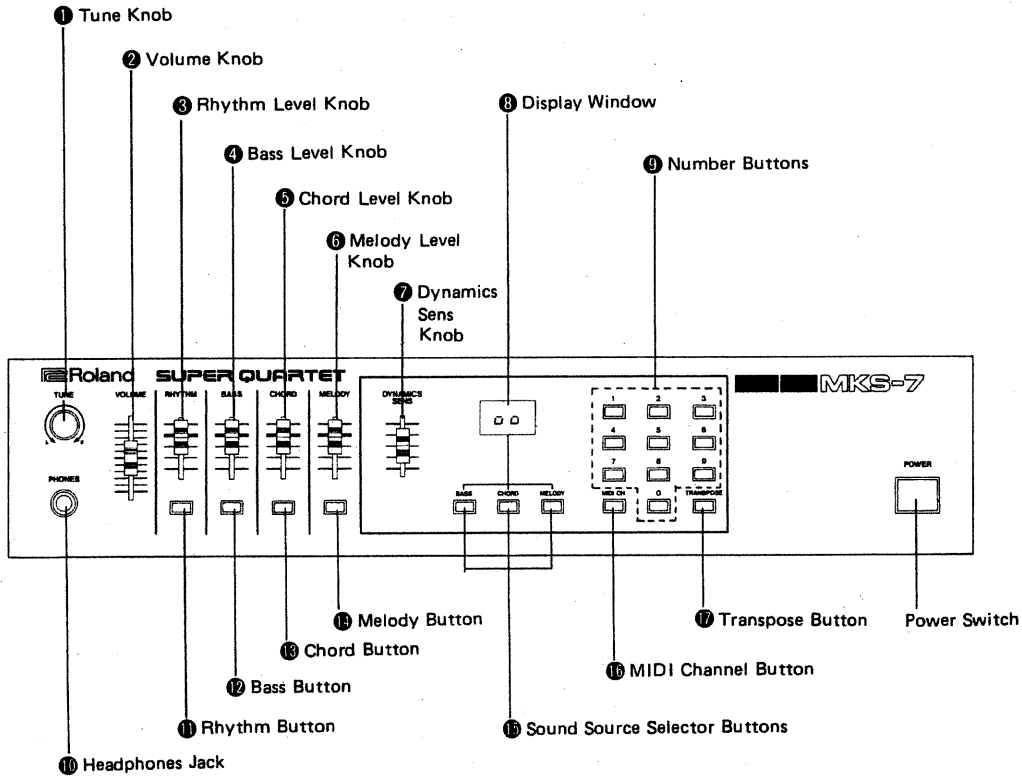 ❶ Tune Knob
❷ Volume Knob
❸ Rhythm Level Knob
❹ Bass Level Knob
❺ Chord Level Knob
❻ Melody Level
Knob
❼ Dynamics
Sens
Knob
❽ Display Window
❾ Number Buttons
Roland SUPER QUARTET
MKS-7
TUNE
VOLUME
RHYTHM
BASS
CHORD
MELODY
DYNAMICS
SENS
1 2 3
4 5 6
7 8 9
MIDI CH 0 TRANSPOSE
BASS CHORD MELODY
PHONES
POWER
⓮ Melody Button
⓭ Chord Button
⓬ Bass Button
⓫ Rhythm Button
❿ Headphones Jack
⓱ Transpose Button
Power Switch
⓰ MIDI Channel Button
⓯ Sound Source Selector Buttons